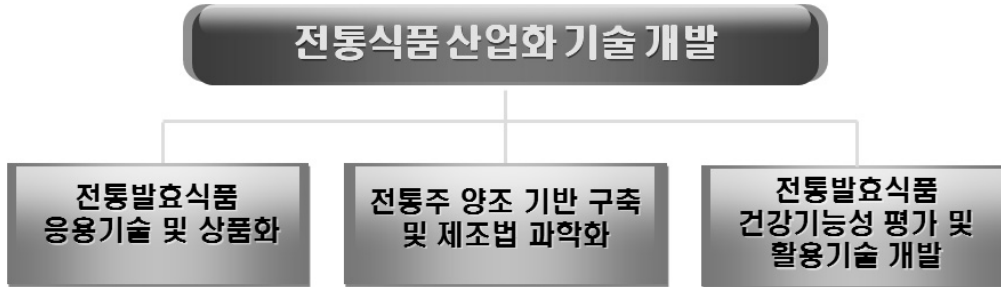 전통식품 산업화 기술 개발
전통발효식품
응용기술 및 상품화
전통주 양조 기반 구축
및 제조법 과학화
전통발효식품
건강기능성 평가 및
활용기술 개발